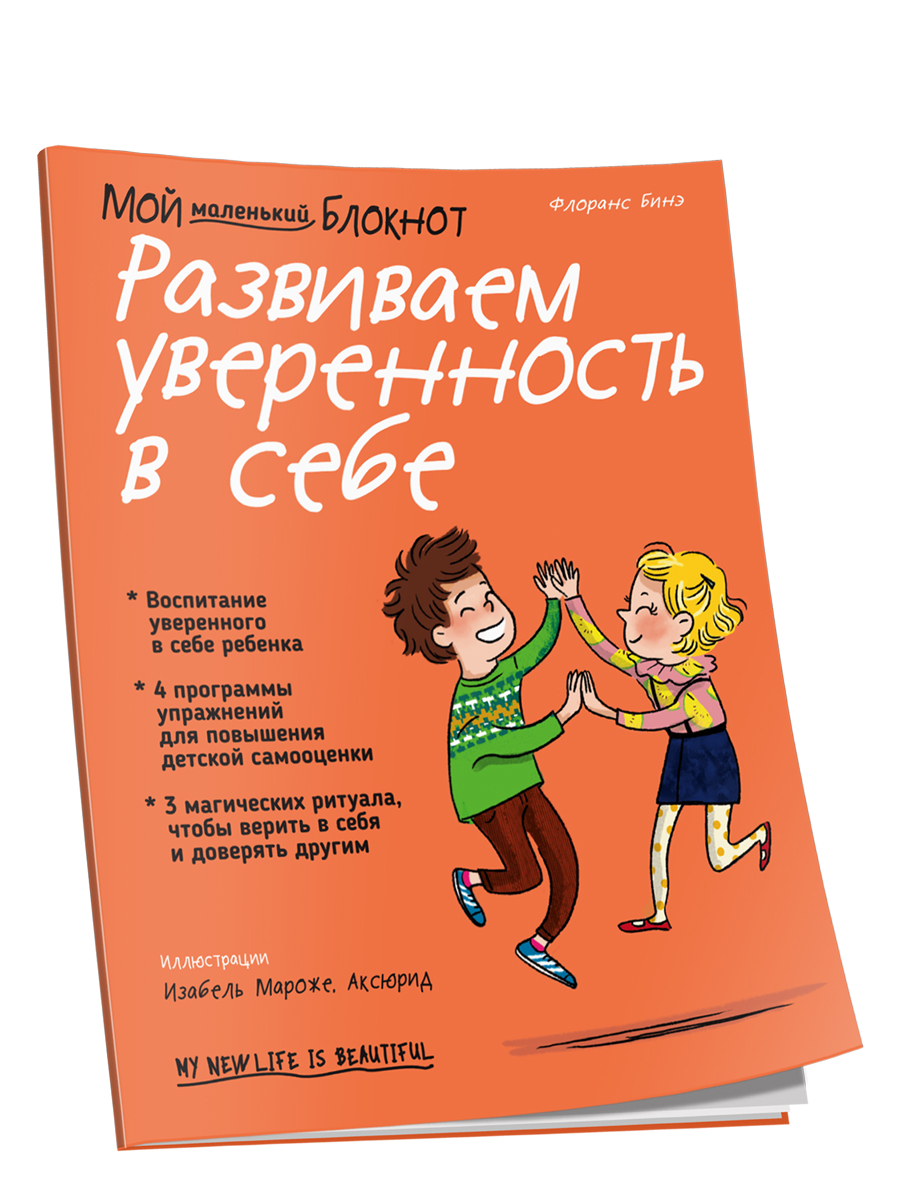 Мой маленький Блокнот
Флоранс Бинэ
Развиваем
уверенность
в себе
* Воспитание
уверенного
в себе ребенка
* 4 программы
упражнений
для повышения
детской самооценки
* 3 магических ритуала,
чтобы верить в себя
и доверять другим
Иллюстрации
Изабель Мароже, Аксюрид
MY NEW LIFE IS BEAUTIFUL